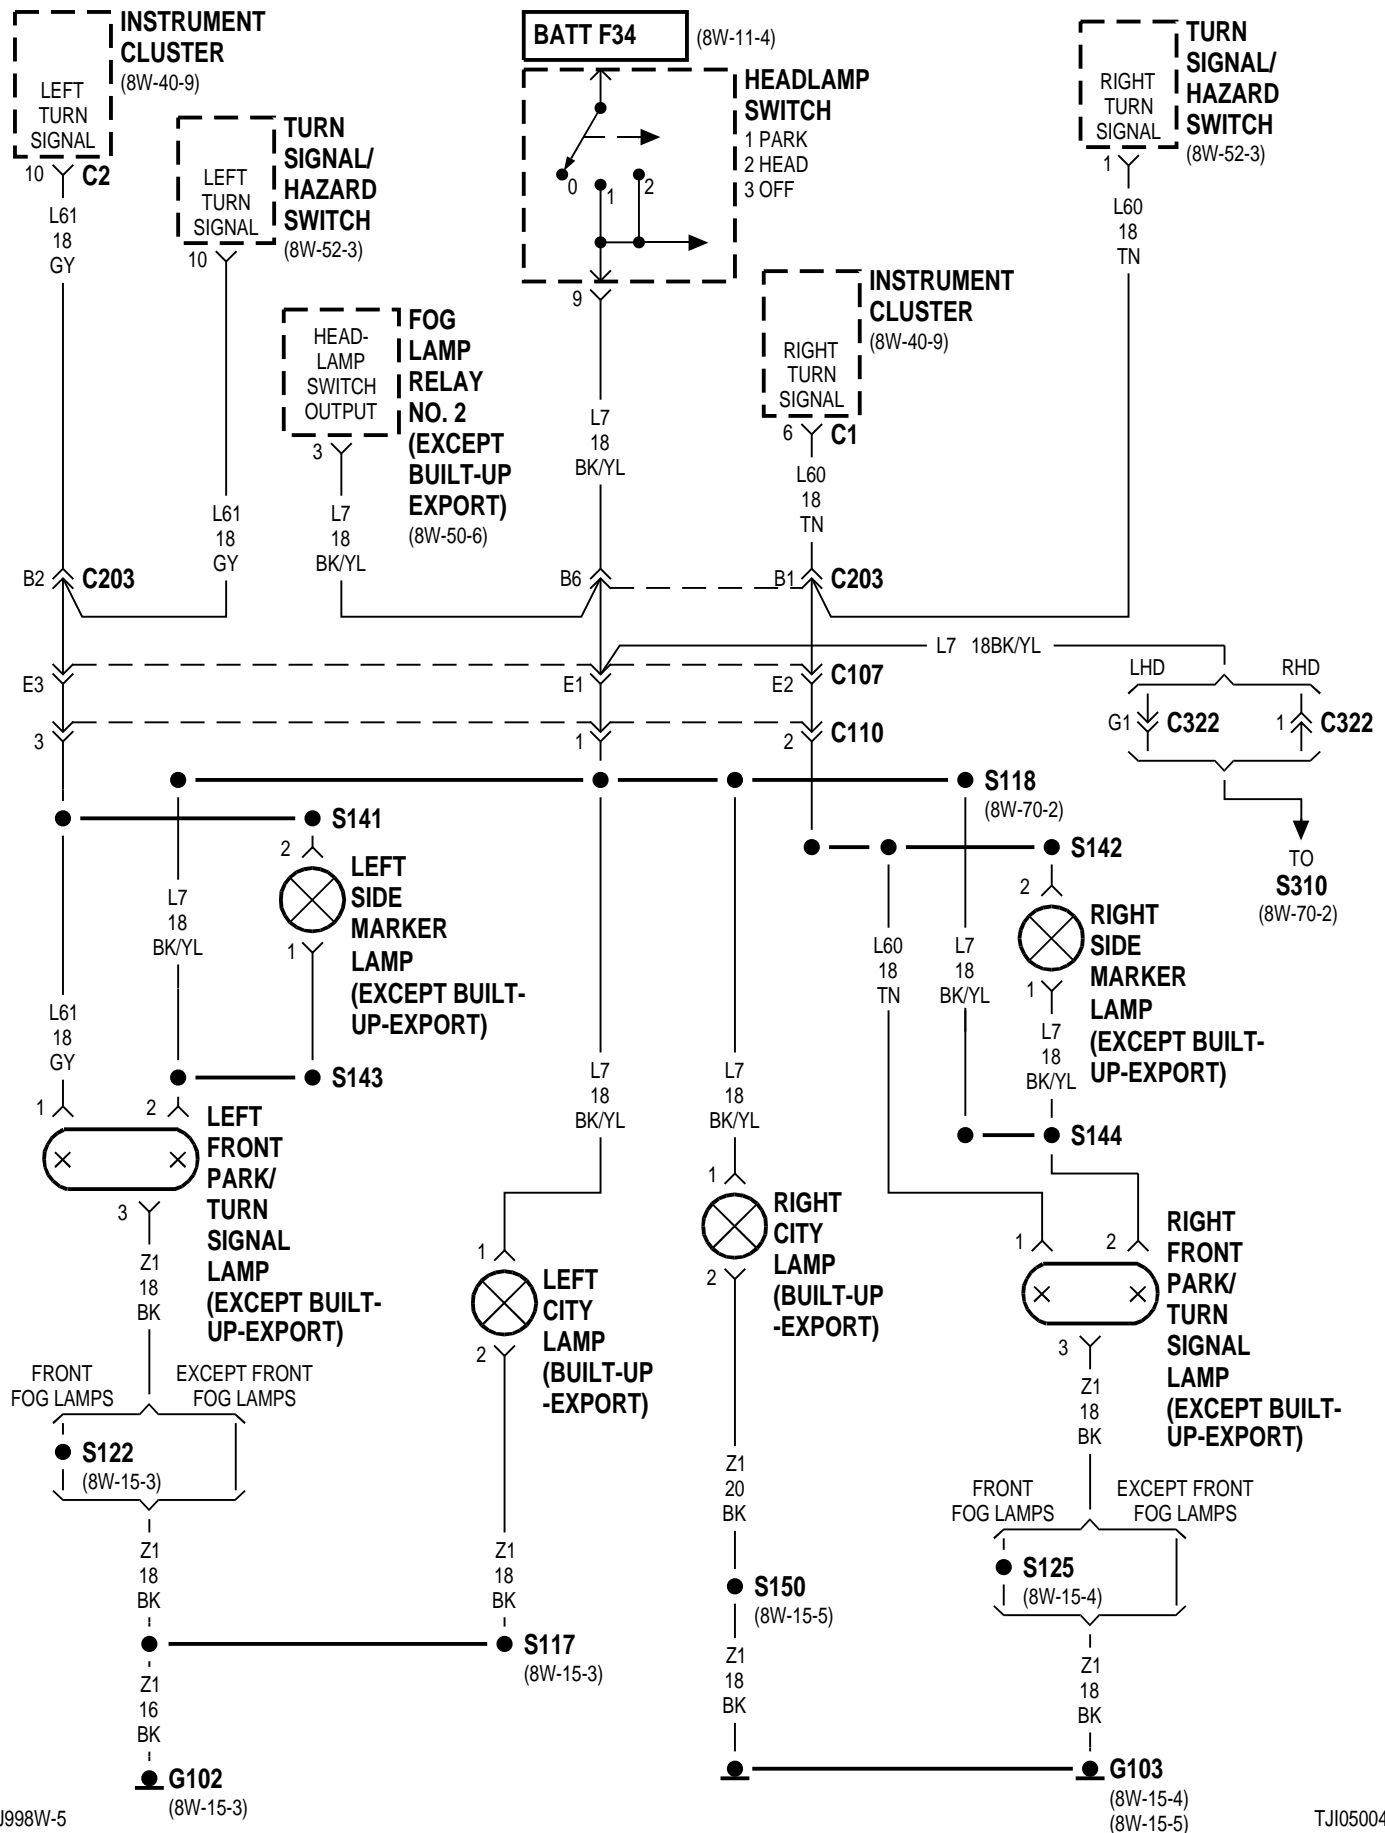 INSTRUMENT
CLUSTER
(8W-40-9)
LEFT
TURN
SIGNAL
10
C2
L61
18
GY
TURN
SIGNAL/
HAZARD
SWITCH
(8W-52-3)
LEFT
TURN
SIGNAL
10
L61
18
GY
BATT F34
(8W-11-4)
HEADLAMP
SWITCH
1 PARK
2 HEAD
3 OFF
0
1
2
9
L7
18
BK/YL
TURN
SIGNAL/
HAZARD
SWITCH
(8W-52-3)
RIGHT
TURN
SIGNAL
1
L60
18
TN
FOG
LAMP
RELAY
NO. 2
(EXCEPT
BUILT-UP
EXPORT)
(8W-50-6)
HEAD-
LAMP
SWITCH
OUTPUT
3
L7
18
BK/YL
INSTRUMENT
CLUSTER
(8W-40-9)
RIGHT
TURN
SIGNAL
6
C1
L60
18
TN
B2
C203
B6
B1
C203
L7 18BK/YL
E3
E1
E2
C107
3
1
2
C110
LHD
RHD
G1
C322
1
C322
TO
S310
(8W-70-2)
S118
(8W-70-2)
S141
2
LEFT
SIDE
MARKER
LAMP
(EXCEPT BUILT-
UP-EXPORT)
1
L7
18
BK/YL
S142
2
RIGHT
SIDE
MARKER
LAMP
(EXCEPT BUILT-
UP-EXPORT)
1
L60
18
TN
L7
18
BK/YL
L7
18
BK/YL
L61
18
GY
S143
L7
18
BK/YL
L7
18
BK/YL
S144
1
2
LEFT
FRONT
PARK/
TURN
SIGNAL
LAMP
(EXCEPT BUILT-
UP-EXPORT)
3
Z1
18
BK
1
LEFT
CITY
LAMP
(BUILT-UP
-EXPORT)
2
1
RIGHT
CITY
LAMP
(BUILT-UP
-EXPORT)
2
1
2
RIGHT
FRONT
PARK/
TURN
SIGNAL
LAMP
(EXCEPT BUILT-
UP-EXPORT)
3
Z1
18
BK
FRONT
FOG LAMPS
EXCEPT FRONT
FOG LAMPS
S122
(8W-15-3)
Z1
18
BK
Z1
18
BK
Z1
20
BK
FRONT
FOG LAMPS
EXCEPT FRONT
FOG LAMPS
S125
(8W-15-4)
S150
(8W-15-5)
S117
(8W-15-3)
Z1
16
BK
Z1
18
BK
Z1
18
BK
G102
(8W-15-3)
G103
(8W-15-4)
(8W-15-5)
J998W-5
TJI05004